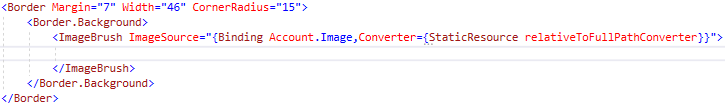 <Border Margin="7" Width="46" CornerRadius="15">
<Border.Background>
<ImageBrush ImageSource="{Binding Account.Image,Converter={StaticResource relativeToFullPathConverter}}">
</ImageBrush>
</Border.Background>
</Border>